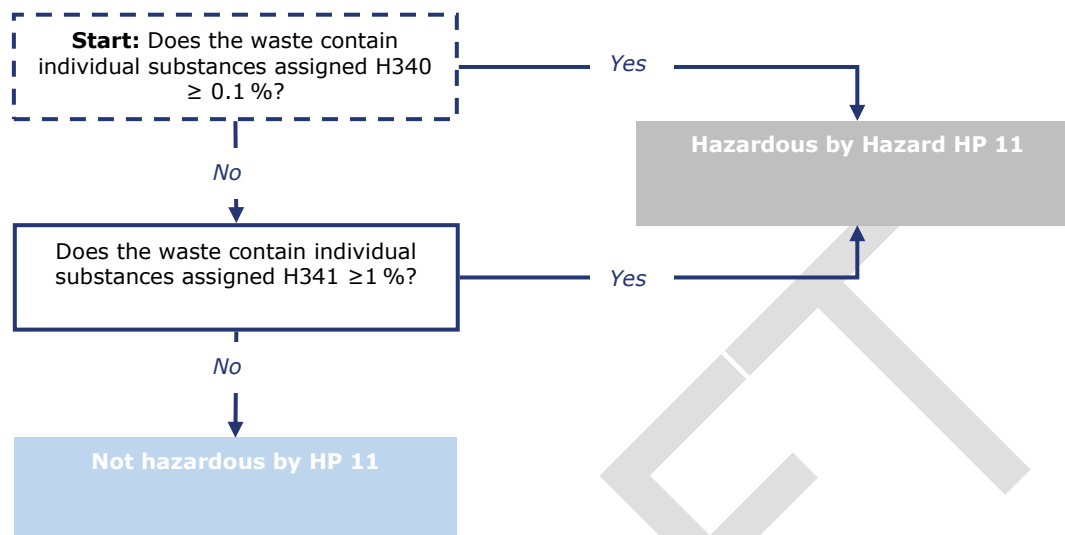 Start: Does the waste contain
individual substances assigned H340
≥ 0.1 %?
Yes
Hazardous by Hazard HP 11
No
Does the waste contain individual
substances assigned H341 ≥1 %?
Yes
No
Not hazardous by HP 11